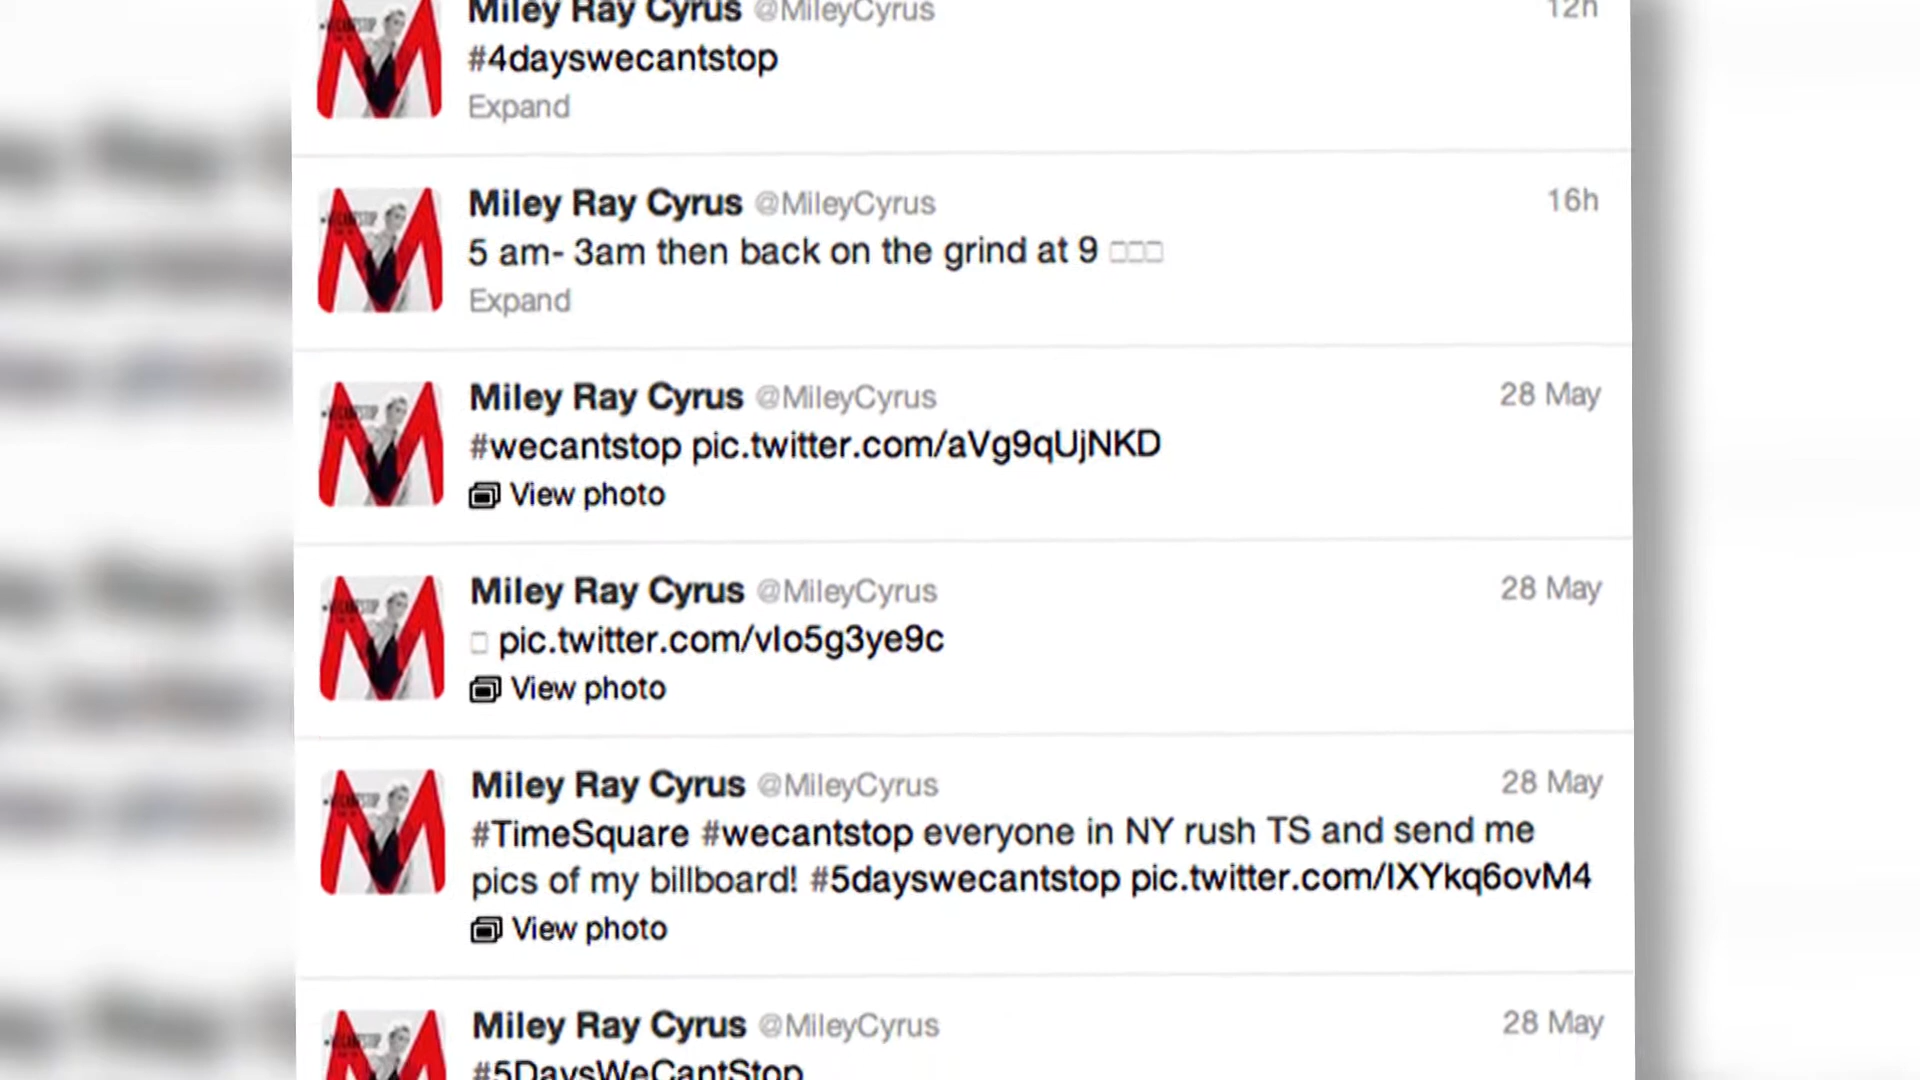 Miley Ray Cyrus @MileyCyrus 12h
#4dayswecantstop
Expand
Miley Ray Cyrus @MileyCyrus 16h
5 am- 3am then back on the grind at 9 □□□
Expand
Miley Ray Cyrus @MileyCyrus 28 May
#wecantstop pic.twitter.com/aVg9qUjNKD
View photo
Miley Ray Cyrus @MileyCyrus 28 May
□ pic.twitter.com/vlo5g3ye9c
View photo
Miley Ray Cyrus @MileyCyrus 28 May
#TimeSquare #wecantstop everyone in NY rush TS and send me
pics of my billboard! #5dayswecantstop pic.twitter.com/IXYkq6ovM4
View photo
Miley Ray Cyrus @MileyCyrus 28 May
#5DaysWeCantStop